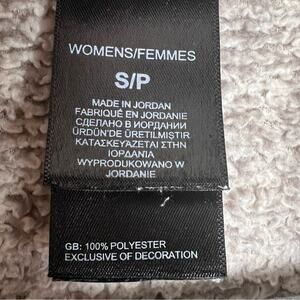 WOMENS/FEMMES
S/P
MADE IN JORDAN
FABRIQUÉ EN JORDANIE
СДЕЛАНО В ИОРДАНИИ
ÜRDÜN'DE ÜRETILMIŞTIR
ΚΑΤΑΣΚΕΥΑΖΕΤΑΙ ΣΤΗΝ
ΙΟΡΔΑΝΙΑ
WYPRODUKOWANO W
JORDANIE
GB: 100% POLYESTER
EXCLUSIVE OF DECORATION